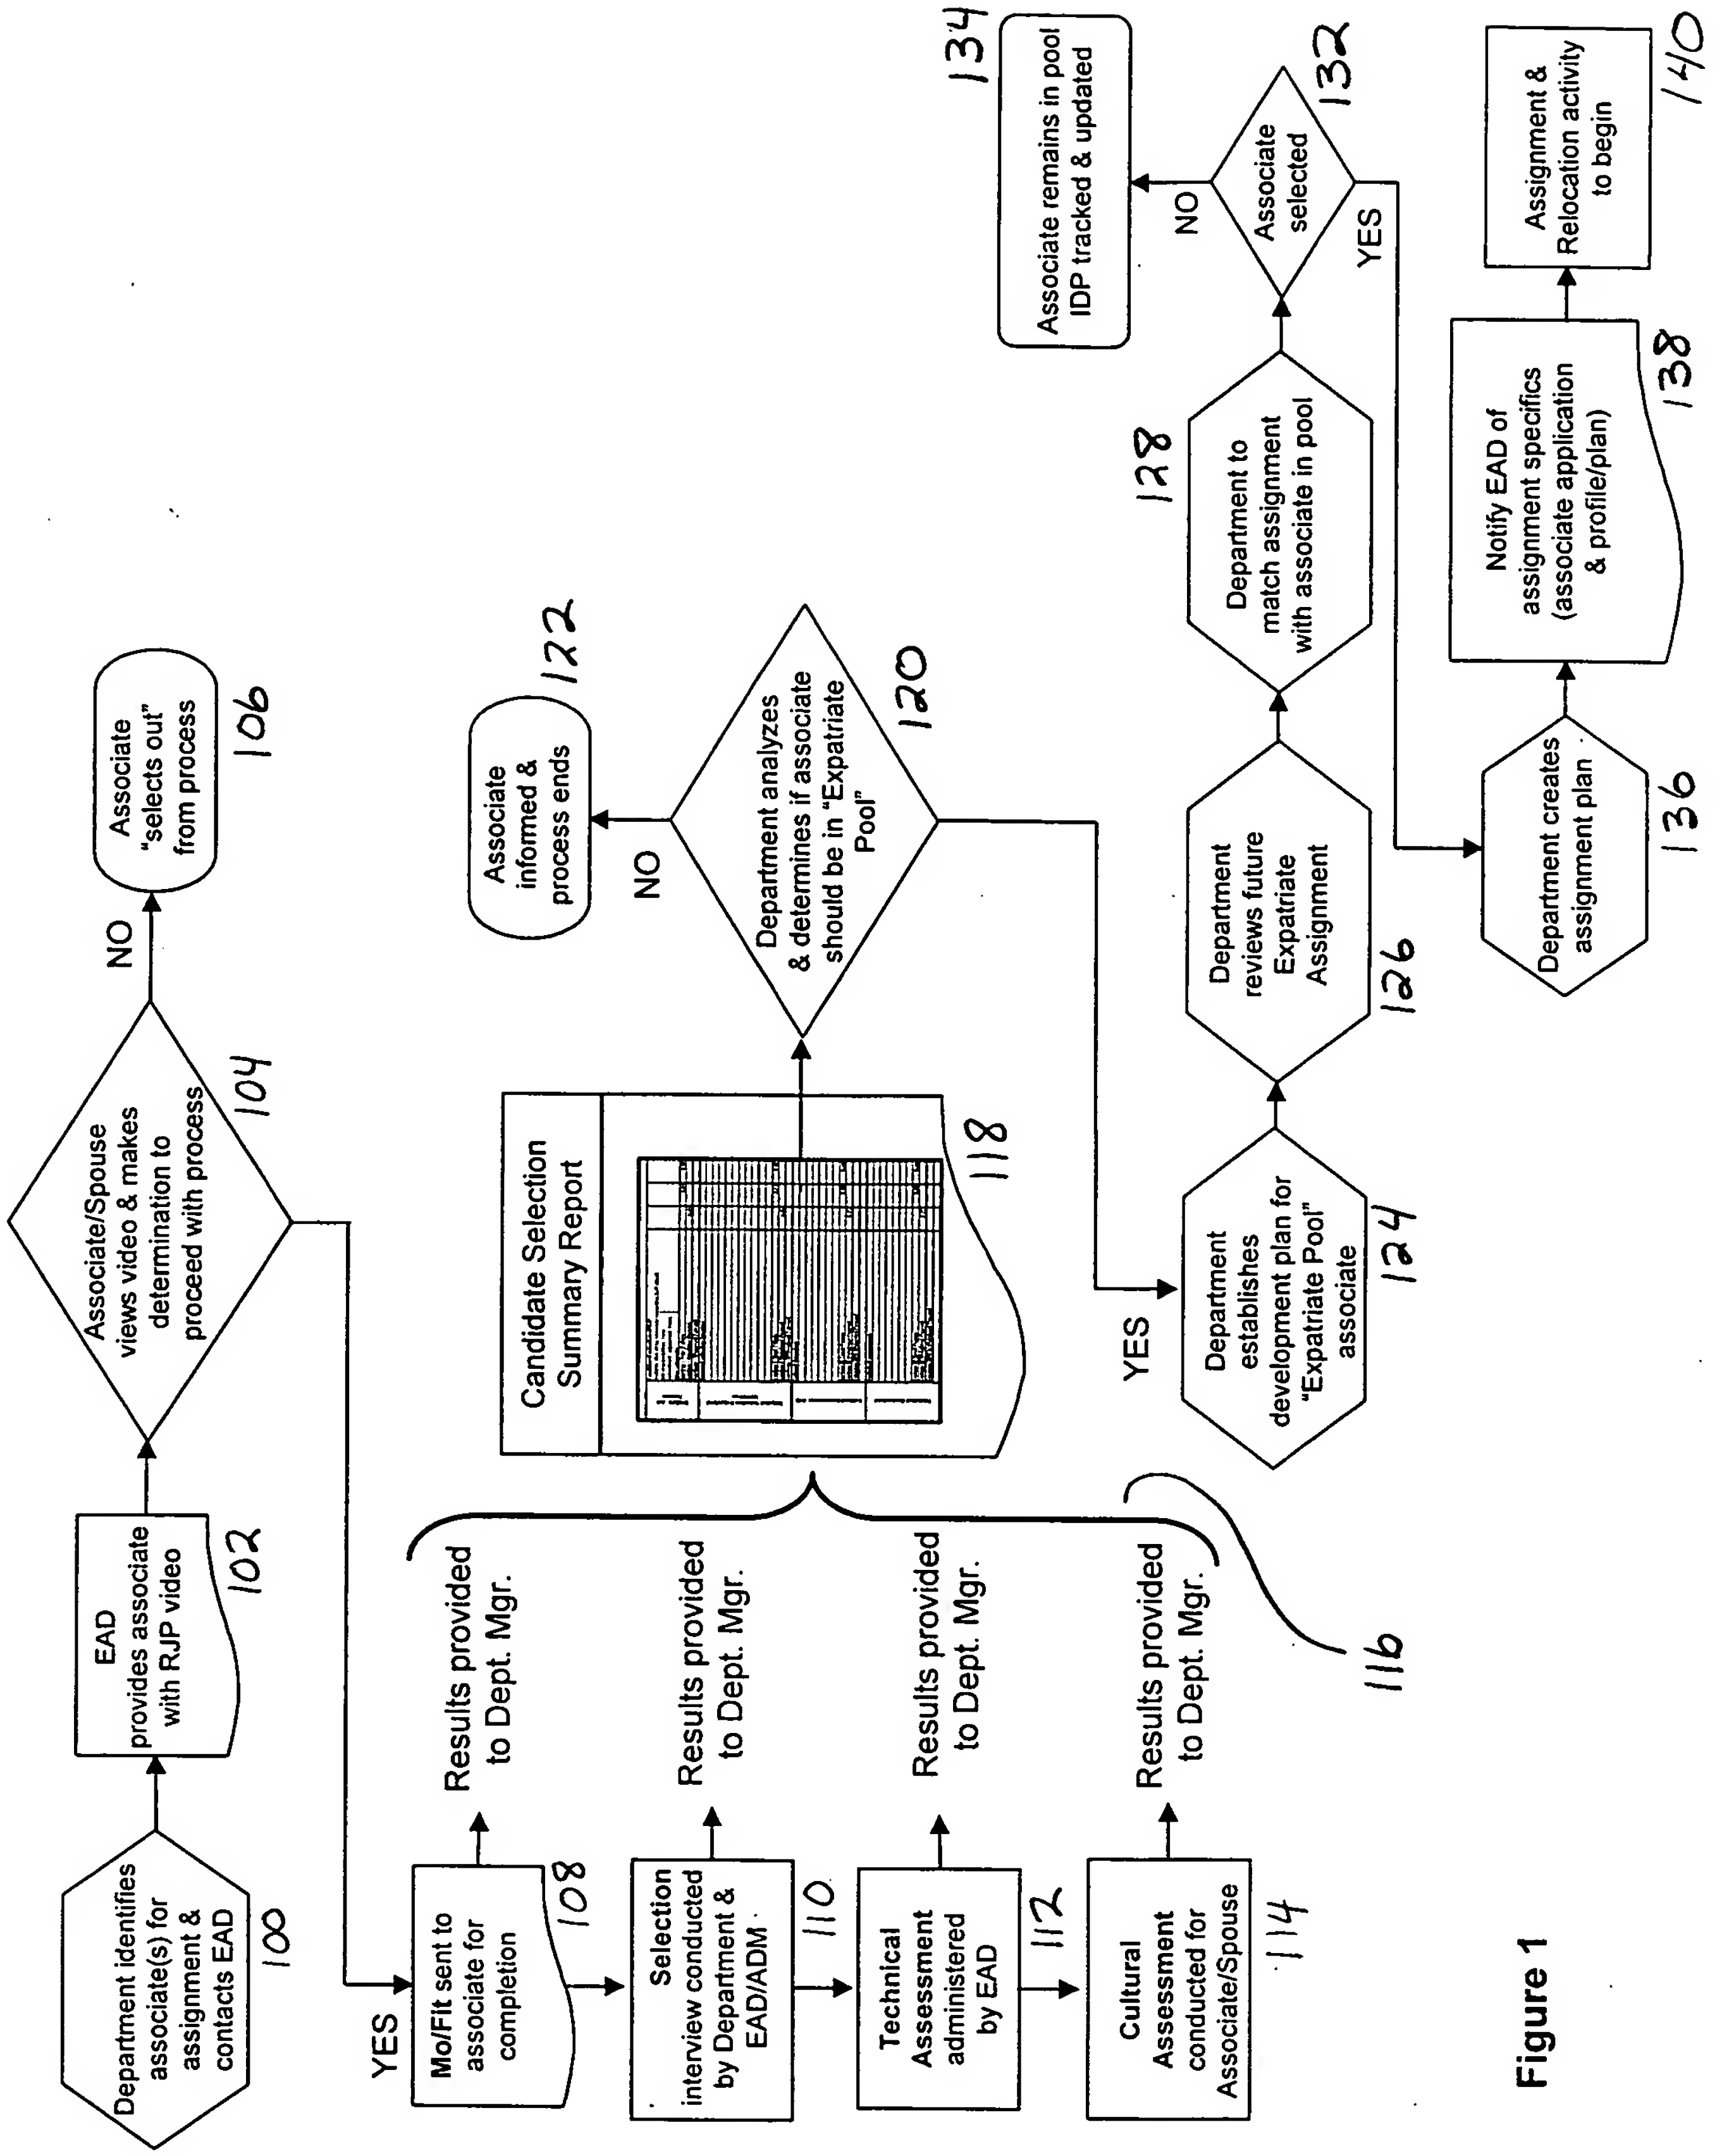 Department identifies
associate(s) for
assignment &
contacts EAD
100
EAD
provides associate
with RJP video
102
Associate/Spouse
views video & makes
determination to
proceed with process
104
NO
Associate
“selects out”
from process
106
YES
Mo/Fit sent to
associate for
completion
108
Results provided
to Dept. Mgr.
Selection
interview conducted
by Department &
EAD/ADM
110
Results provided
to Dept. Mgr.
Technical
Assessment
administered
by EAD
112
Results provided
to Dept. Mgr.
Cultural
Assessment
conducted for
Associate/Spouse
114
Results provided
to Dept. Mgr.
116
Candidate Selection
Summary Report
118
Department analyzes
& determines if associate
should be in “Expatriate
Pool”
120
NO
Associate
informed &
process ends
122
YES
Department
establishes
development plan for
“Expatriate Pool”
associate
124
Department
reviews future
Expatriate
Assignment
126
Department to
match assignment
with associate in pool
128
Associate
selected
132
NO
Associate remains in pool
IDP tracked & updated
134
YES
Department creates
assignment plan
136
Notify EAD of
assignment specifics
(associate application
& profile/plan)
138
Assignment &
Relocation activity
to begin
140
Figure 1